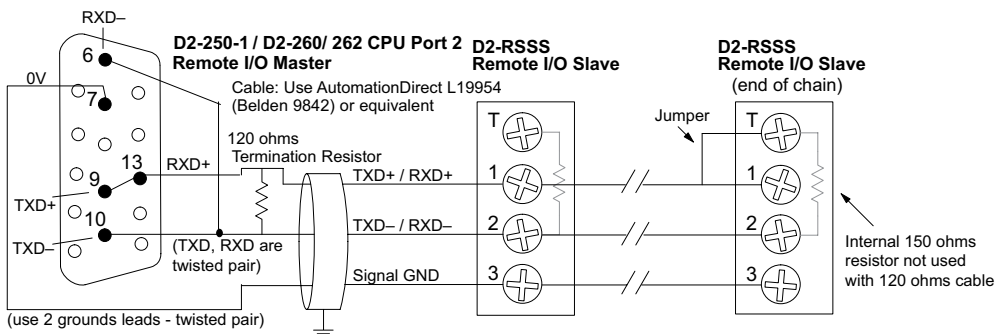 RXD–
6
D2-250-1 / D2-260/ 262 CPU Port 2
Remote I/O Master
D2-RSSS
Remote I/O Slave
D2-RSSS
Remote I/O Slave
(end of chain)
0V
7
Cable: Use AutomationDirect L19954
(Belden 9842) or equivalent
T
Jumper
T
120 ohms
Termination Resistor
13
RXD+
TXD+ / RXD+
1
1
9
TXD+
10
TXD–
(TXD, RXD are
twisted pair)
TXD– / RXD–
2
2
Internal 150 ohms
resistor not used
with 120 ohms cable
Signal GND
3
3
(use 2 grounds leads - twisted pair)